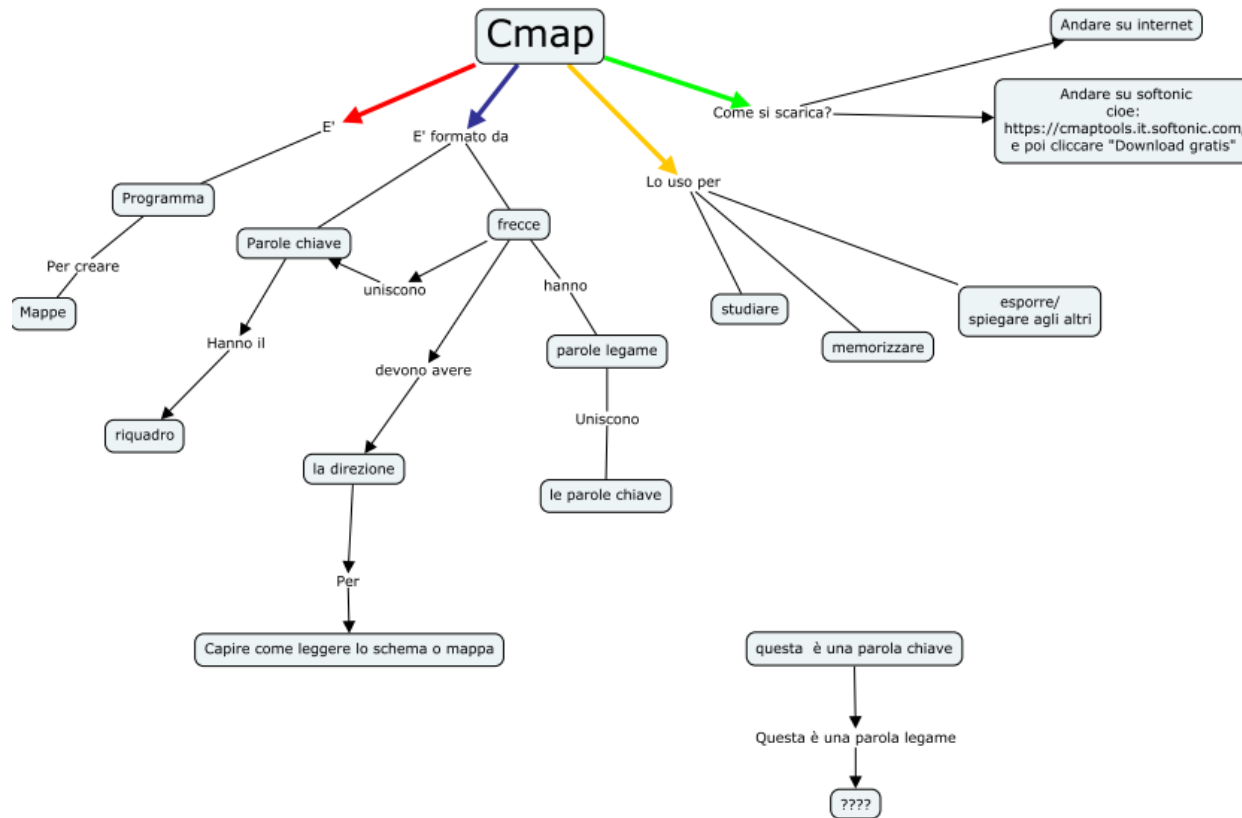 Cmap
Andare su internet
Andare su softonic
cioe:
https://cmaptools.it.softonic.com/
e poi cliccare "Download gratis"
Come si scarica?
E'
E' formato da
Lo uso per
Programma
Parole chiave
frecce
Per creare
uniscono
hanno
Mappe
studiare
esporre/
spiegare agli altri
Hanno il
memorizzare
parole legame
devono avere
riquadro
Uniscono
la direzione
le parole chiave
Per
Capire come leggere lo schema o mappa
questa è una parola chiave
Questa è una parola legame
????